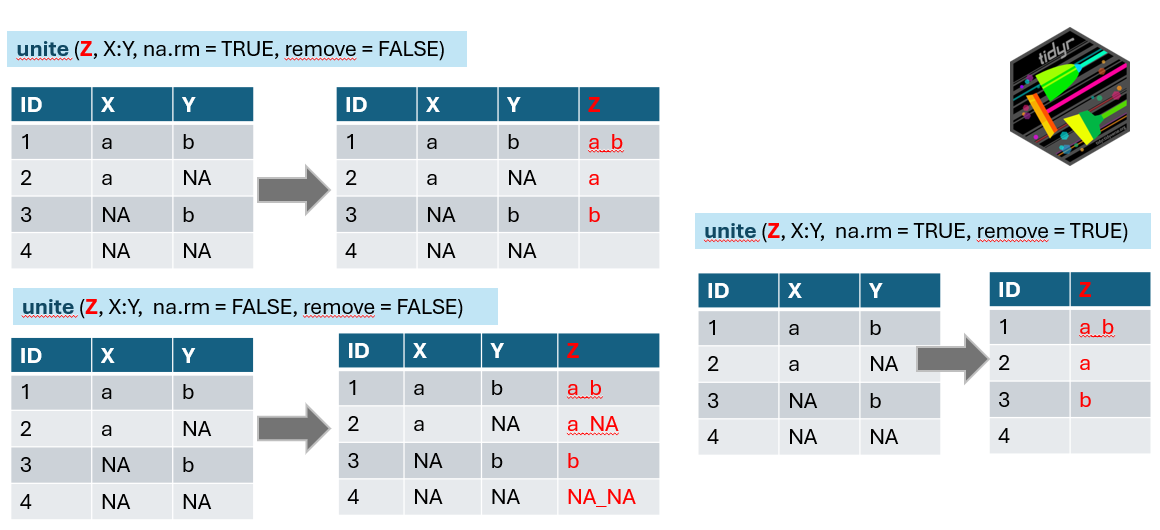 unite (Z, X:Y, na.rm = TRUE, remove = FALSE)
ID X Y
1 a b
2 a NA
3 NA b
4 NA NA
ID X Y Z
1 a b a_b
2 a NA a
3 NA b b
4 NA NA
unite (Z, X:Y, na.rm = FALSE, remove = FALSE)
ID X Y
1 a b
2 a NA
3 NA b
4 NA NA
ID X Y Z
1 a b a_b
2 a NA a_NA
3 NA b b
4 NA NA NA_NA
tidyr
unite (Z, X:Y, na.rm = TRUE, remove = TRUE)
ID X Y
1 a b
2 a NA
3 NA b
4 NA NA
ID Z
1 a_b
2 a
3 b
4